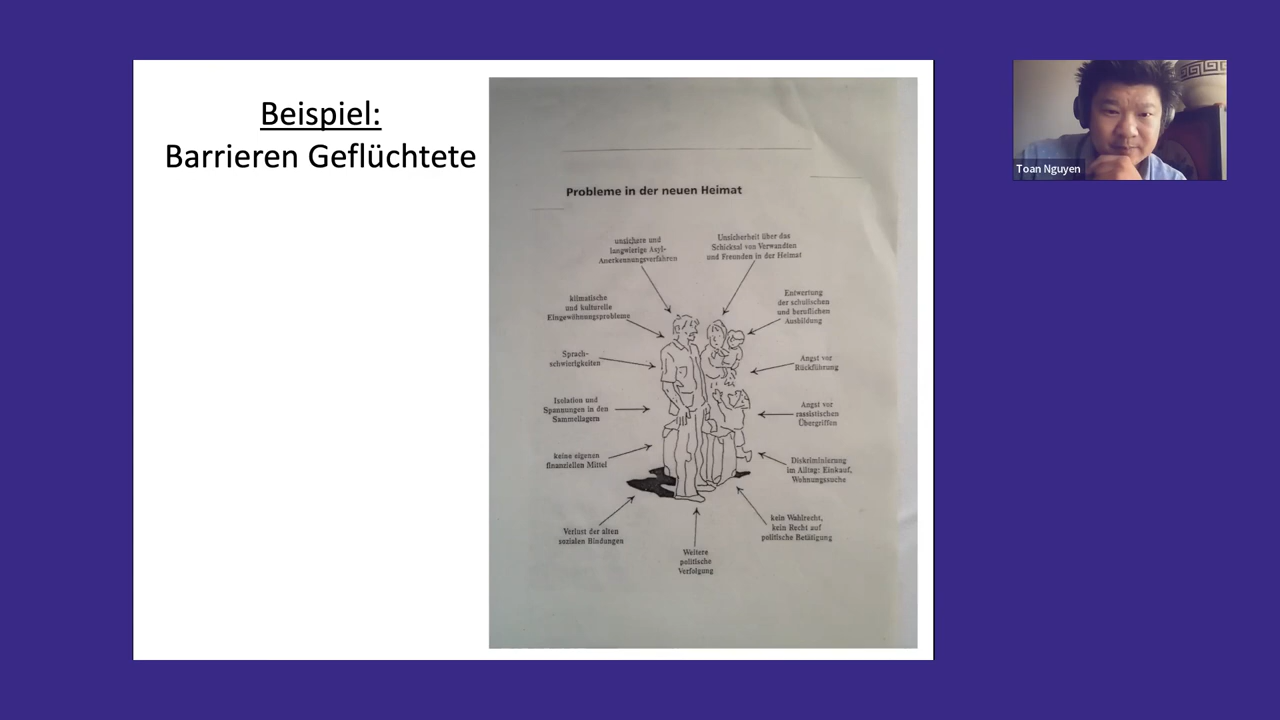 Beispiel:
Barrieren Geflüchtete
Probleme in der neuen Heimat
unsichere und
langwierige Asyl-
Anerkennungsverfahren
Unsicherheit über das
Schicksal von Verwandten
und Freunden in der Heimat
klimatische
und kulturelle
Eingewöhnungsprobleme
Entwertung
der schulischen
und beruflichen
Ausbildung
Sprach-
schwierigkeiten
Angst vor
Rückführung
Isolation und
Spannungen in den
Sammellagern
Angst vor
rassistischen
Übergriffen
keine eigenen
finanziellen Mittel
Diskriminierung
im Alltag: Einkauf,
Wohnungssuche
Verlust der alten
sozialen Bindungen
kein Wahlrecht,
kein Recht auf
politische Betätigung
Weitere
politische
Verfolgung
Toan Nguyen